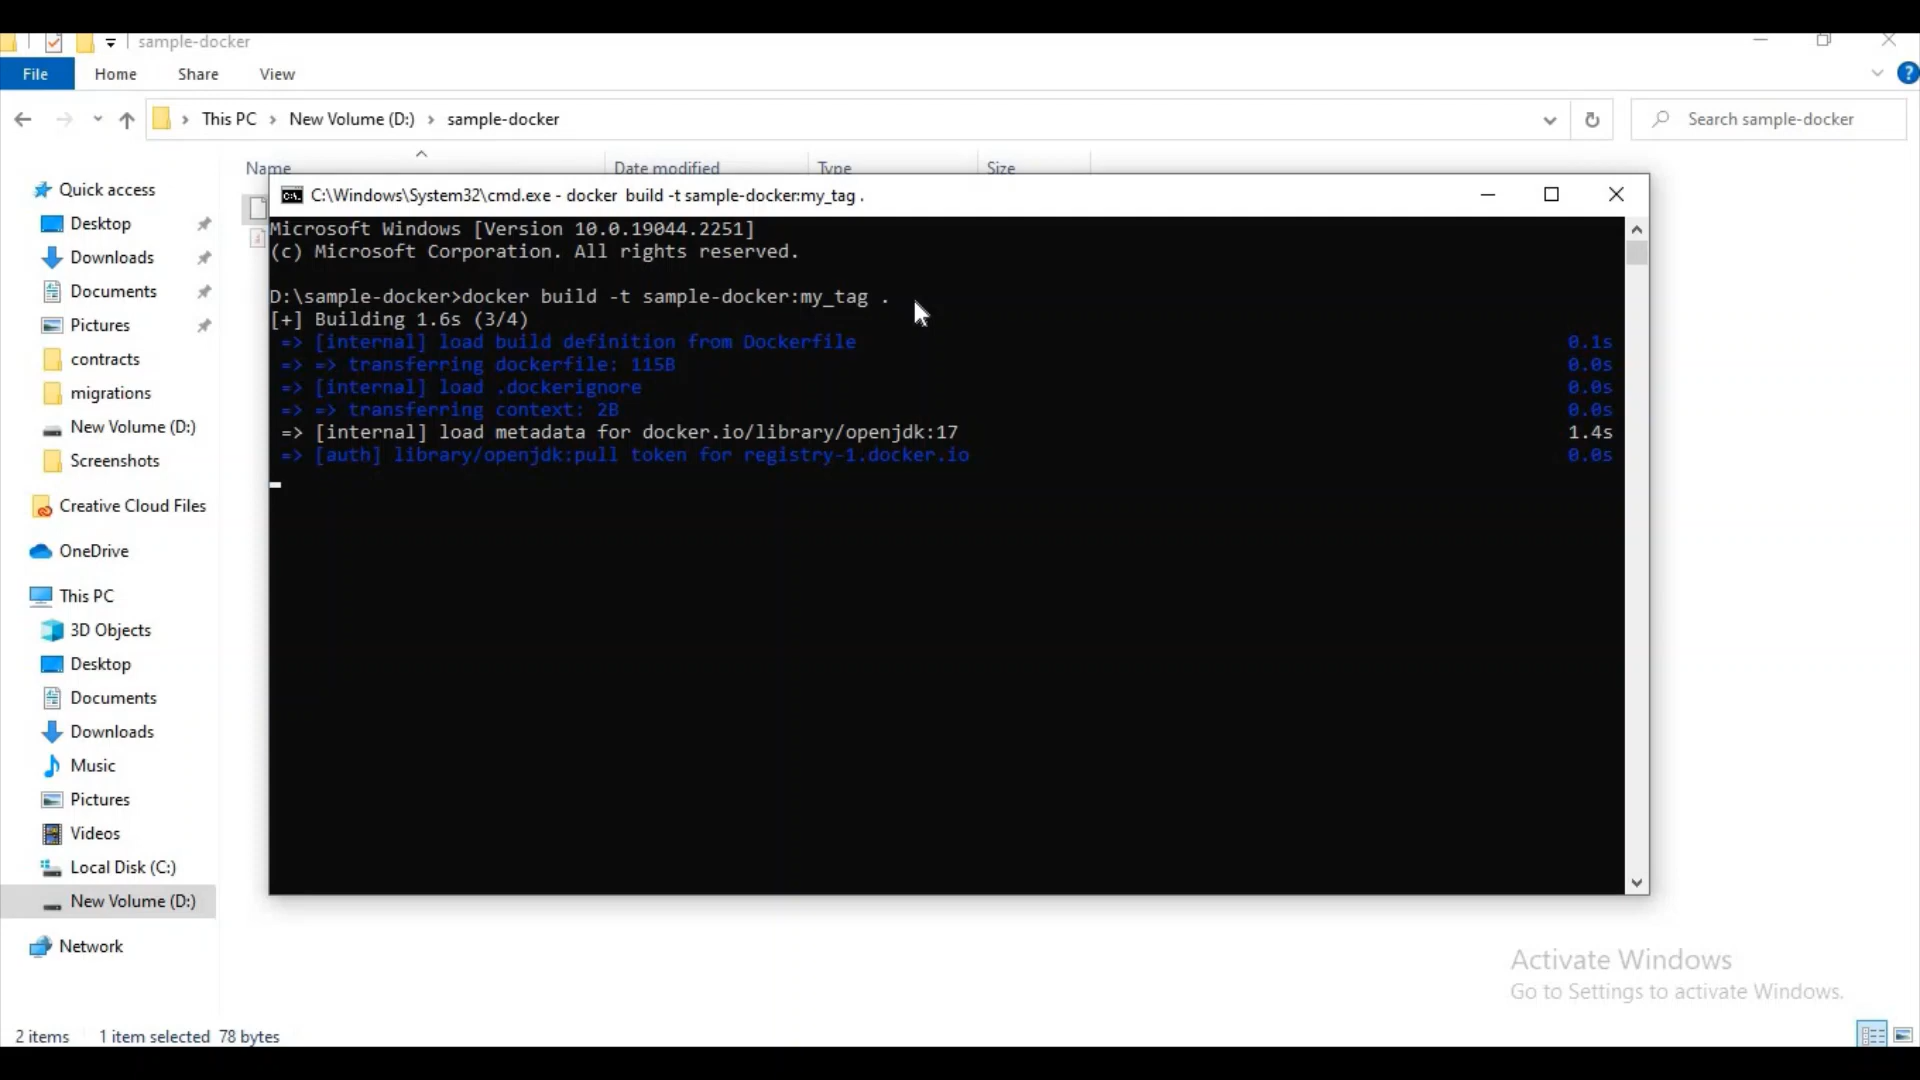 sample-docker
File Home Share View
This PC > New Volume (D:) > sample-docker
Search sample-docker
Name Date modified Type Size
Quick access
Desktop
Downloads
Documents
Pictures
contracts
migrations
New Volume (D:)
Screenshots
Creative Cloud Files
OneDrive
This PC
3D Objects
Desktop
Documents
Downloads
Music
Pictures
Videos
Local Disk (C:)
New Volume (D:)
Network
C:\Windows\System32\cmd.exe - docker  build -t sample-docker:my_tag .
Microsoft Windows [Version 10.0.19044.2251]
(c) Microsoft Corporation. All rights reserved.
D:\sample-docker>docker build -t sample-docker:my_tag .
[+] Building 1.6s (3/4)
=> [internal] load build definition from Dockerfile 0.1s
=> => transferring dockerfile: 115B 0.0s
=> [internal] load .dockerignore 0.0s
=> => transferring context: 2B 0.0s
=> [internal] load metadata for docker.io/library/openjdk:17 1.4s
=> [auth] library/openjdk:pull token for registry-1.docker.io 0.0s
Activate Windows
Go to Settings to activate Windows.
2 items 1 item selected 78 bytes